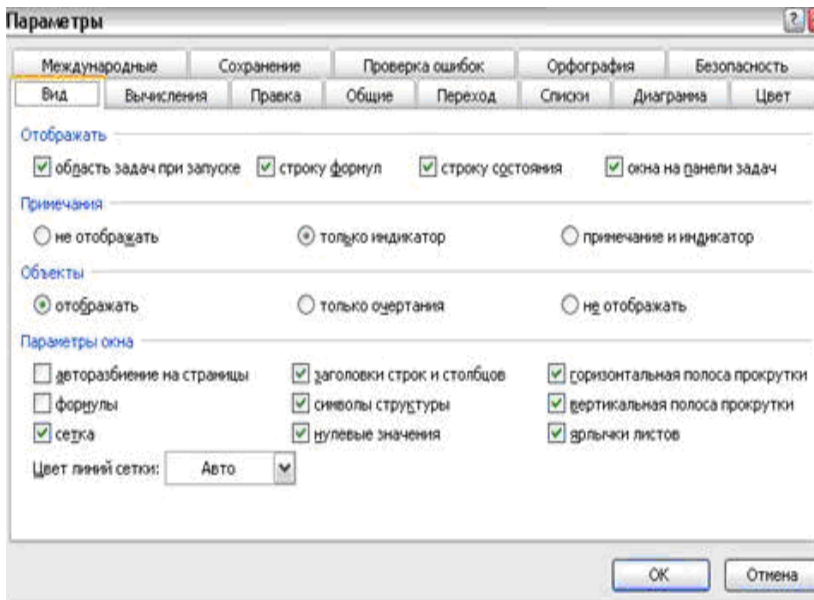 Параметры
Международные Сохранение Проверка ошибок Орфография Безопасность
Вид Вычисления Правка Общие Переход Списки Диаграмма Цвет
Отображать
область задач при запуске строку формул строку состояния окна на панели задач
Примечания
не отображать только индикатор примечание и индикатор
Объекты
отображать только очертания не отображать
Параметры окна
авторазбиение на страницы заголовки строк и столбцов горизонтальная полоса прокрутки
формулы символы структуры вертикальная полоса прокрутки
сетка нулевые значения ярлычки листов
Цвет линий сетки: Авто
ОК Отмена